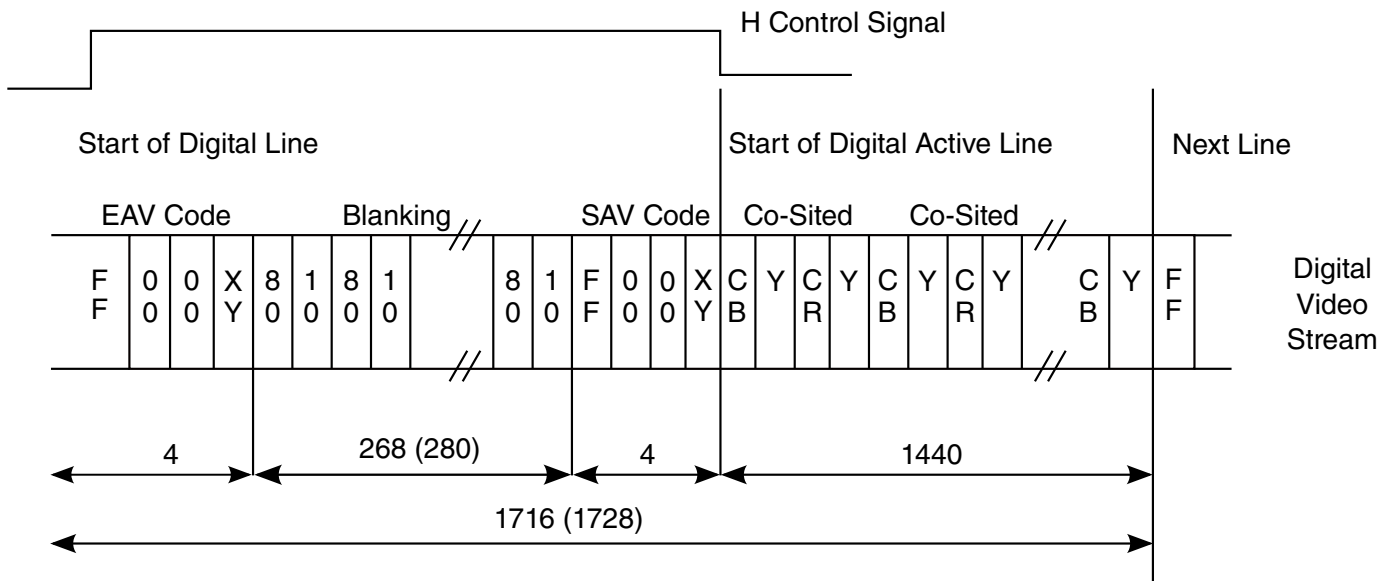 H Control Signal
Start of Digital Line
Start of Digital Active Line
Next Line
EAV Code
Blanking
SAV Code
Co-Sited
Co-Sited
F 0 0 X 8 1 8 1 8 1 F 0 0 X C Y C Y C Y C Y C Y F
F 0 0 Y 0 0 0 0 0 0 F 0 0 Y B R B R B F
Digital
Video
Stream
4
268 (280)
4
1440
1716 (1728)